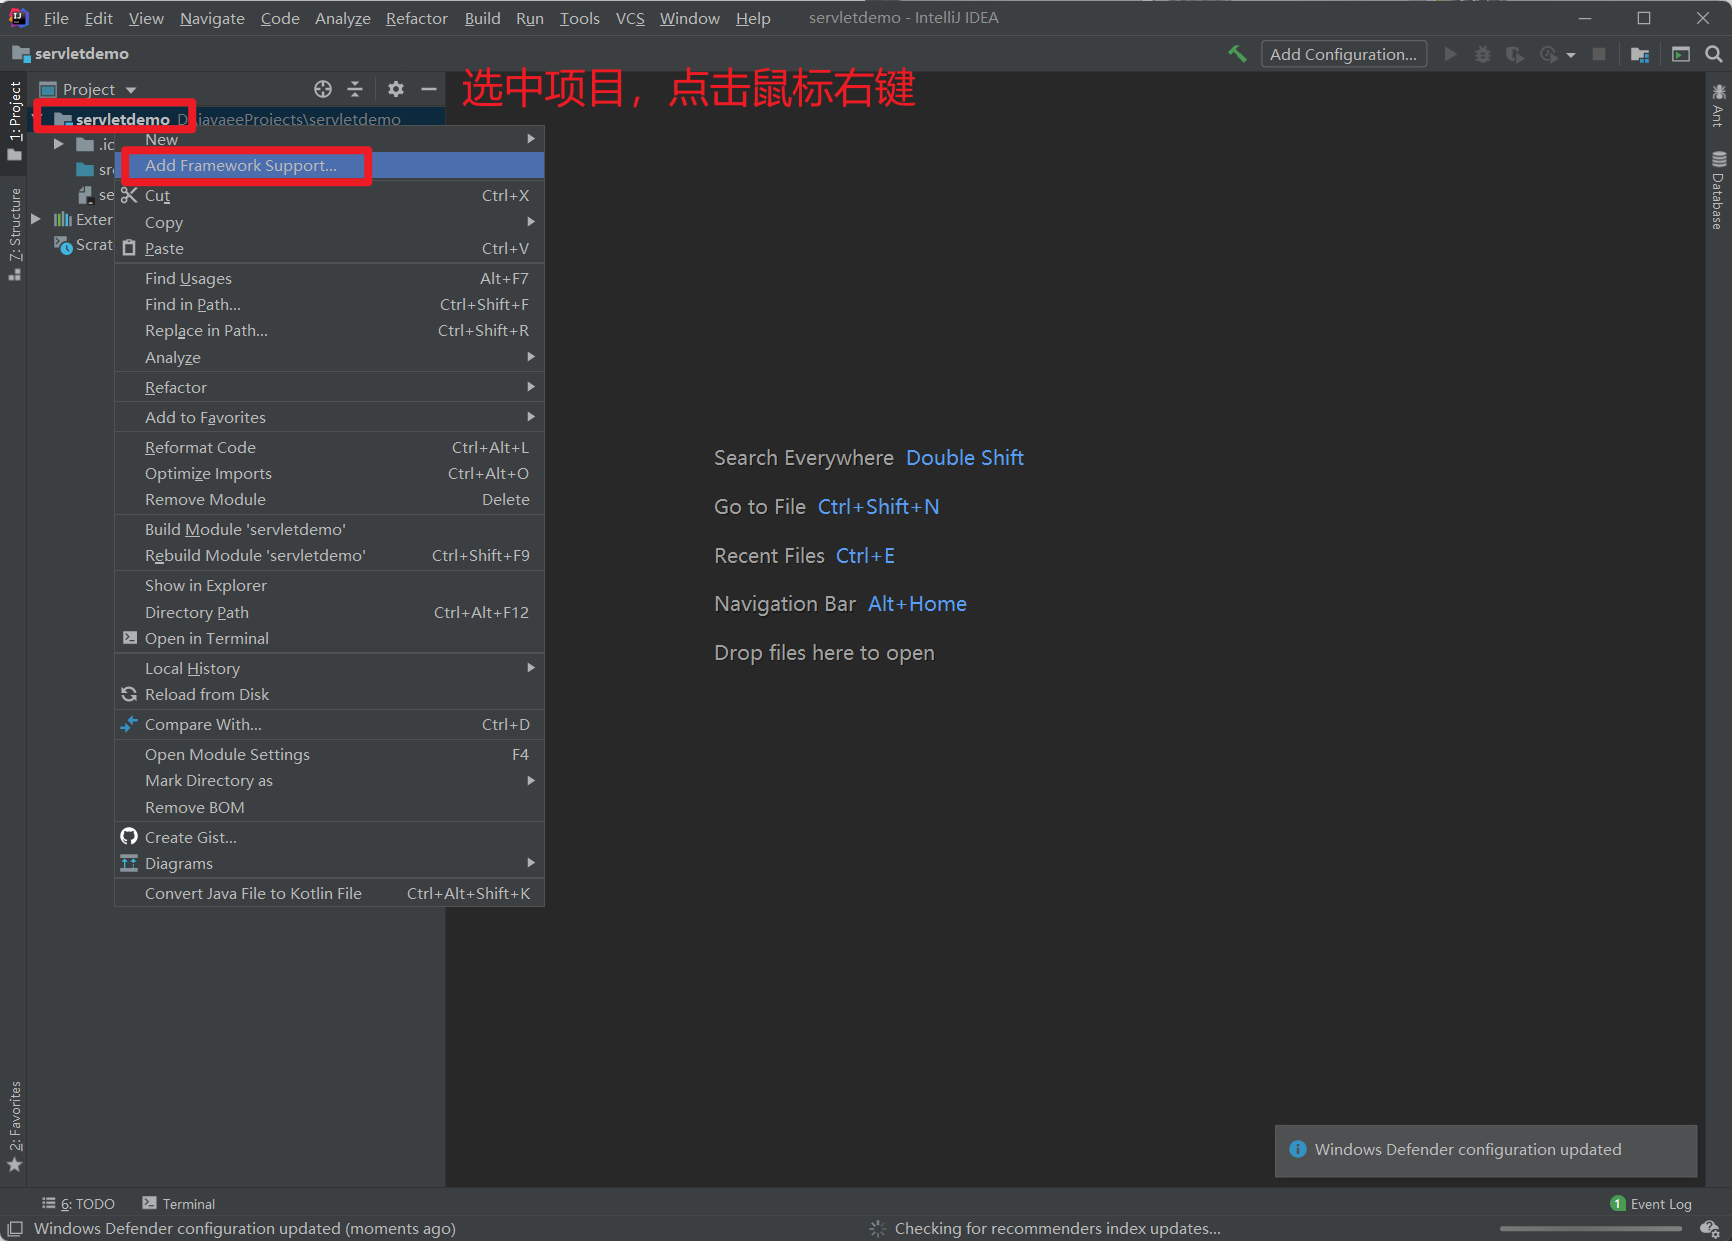 File Edit View Navigate Code Analyze Refactor Build Run Tools VCS Window Help servletdemo - IntelliJ IDEA
servletdemo Add Configuration...
1: Project
Project
选中项目，点击鼠标右键
servletdemo D:\javaeeProjects\servletdemo
Ant
Database
7: Structure
.id
src
se
Exter
Scrat
New
Add Framework Support...
Cut Ctrl+X
Copy
Paste Ctrl+V
Find Usages Alt+F7
Find in Path... Ctrl+Shift+F
Replace in Path... Ctrl+Shift+R
Analyze
Refactor
Add to Favorites
Reformat Code Ctrl+Alt+L
Optimize Imports Ctrl+Alt+O
Remove Module Delete
Build Module 'servletdemo'
Rebuild Module 'servletdemo' Ctrl+Shift+F9
Show in Explorer
Directory Path Ctrl+Alt+F12
Open in Terminal
Local History
Reload from Disk
Compare With... Ctrl+D
Open Module Settings F4
Mark Directory as
Remove BOM
Create Gist...
Diagrams
Convert Java File to Kotlin File Ctrl+Alt+Shift+K
Search Everywhere Double Shift
Go to File Ctrl+Shift+N
Recent Files Ctrl+E
Navigation Bar Alt+Home
Drop files here to open
2: Favorites
Windows Defender configuration updated
6: TODO Terminal 1 Event Log
Windows Defender configuration updated (moments ago) Checking for recommenders index updates...